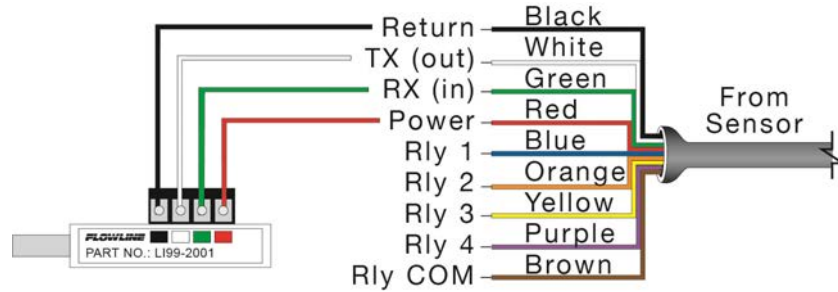 Return Black
TX (out) White
RX (in) Green
Power Red
Rly 1 Blue
Rly 2 Orange
Rly 3 Yellow
Rly 4 Purple
Rly COM Brown
From
Sensor
FLOWLINE
PART NO.: LI99-2001